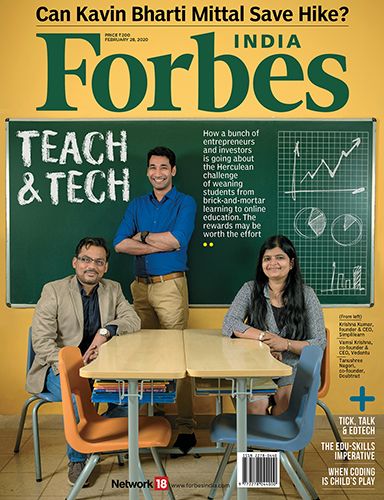 Can Kavin Bharti Mittal Save Hike?
PRICE ₹200
FEBRUARY 28, 2020
INDIA
Forbes
TEACH
& TECH
How a bunch of
entrepreneurs
and investors
is going about
the Herculean
challenge
of weaning
students from
brick-and-mortar
learning to online
education. The
rewards may be
worth the effort
(From left)
Krishna Kumar,
founder & CEO,
Simplilearn
Vamsi Krishna,
co-founder &
CEO, Vedantu
Tanushree
Nagori,
co-founder,
Doubtnut
+
TICK, TALK
& EDTECH
THE EDU-SKILLS
IMPERATIVE
WHEN CODING
IS CHILD'S PLAY
Network 18
www.forbesindia.com